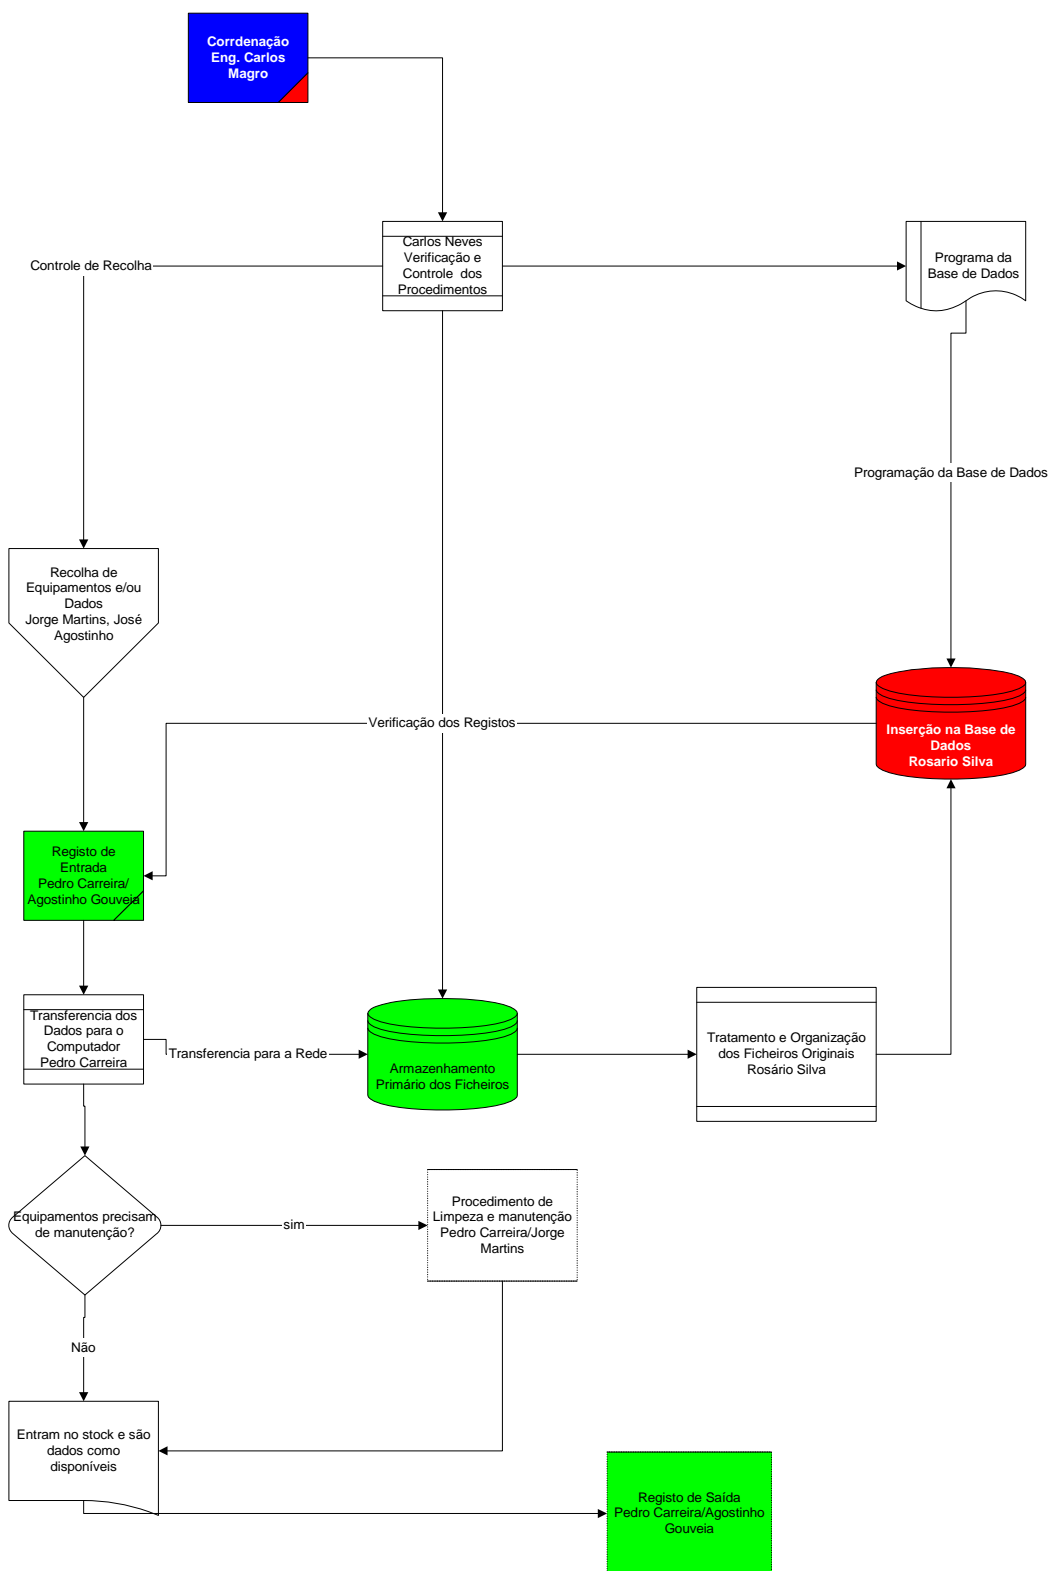 Corrdenação
Eng. Carlos
Magro
Carlos Neves
Verificação e
Controle dos
Procedimentos
Controle de Recolha
Programa da
Base de Dados
Programação da Base de Dados
Recolha de
Equipamentos e/ou
Dados
Jorge Martins, José
Agostinho
Verificação dos Registos
Inserção na Base de
Dados
Rosario Silva
Registo de
Entrada
Pedro Carreira/
Agostinho Gouveia
Transferencia dos
Dados para o
Computador
Pedro Carreira
Transferencia para a Rede
Armazenhamento
Primário dos Ficheiros
Tratamento e Organização
dos Ficheiros Originais
Rosário Silva
Equipamentos precisam
de manutenção?
sim
Procedimento de
Limpeza e manutenção
Pedro Carreira/Jorge
Martins
Não
Entram no stock e são
dados como
disponíveis
Registo de Saída
Pedro Carreira/Agostinho
Gouveia